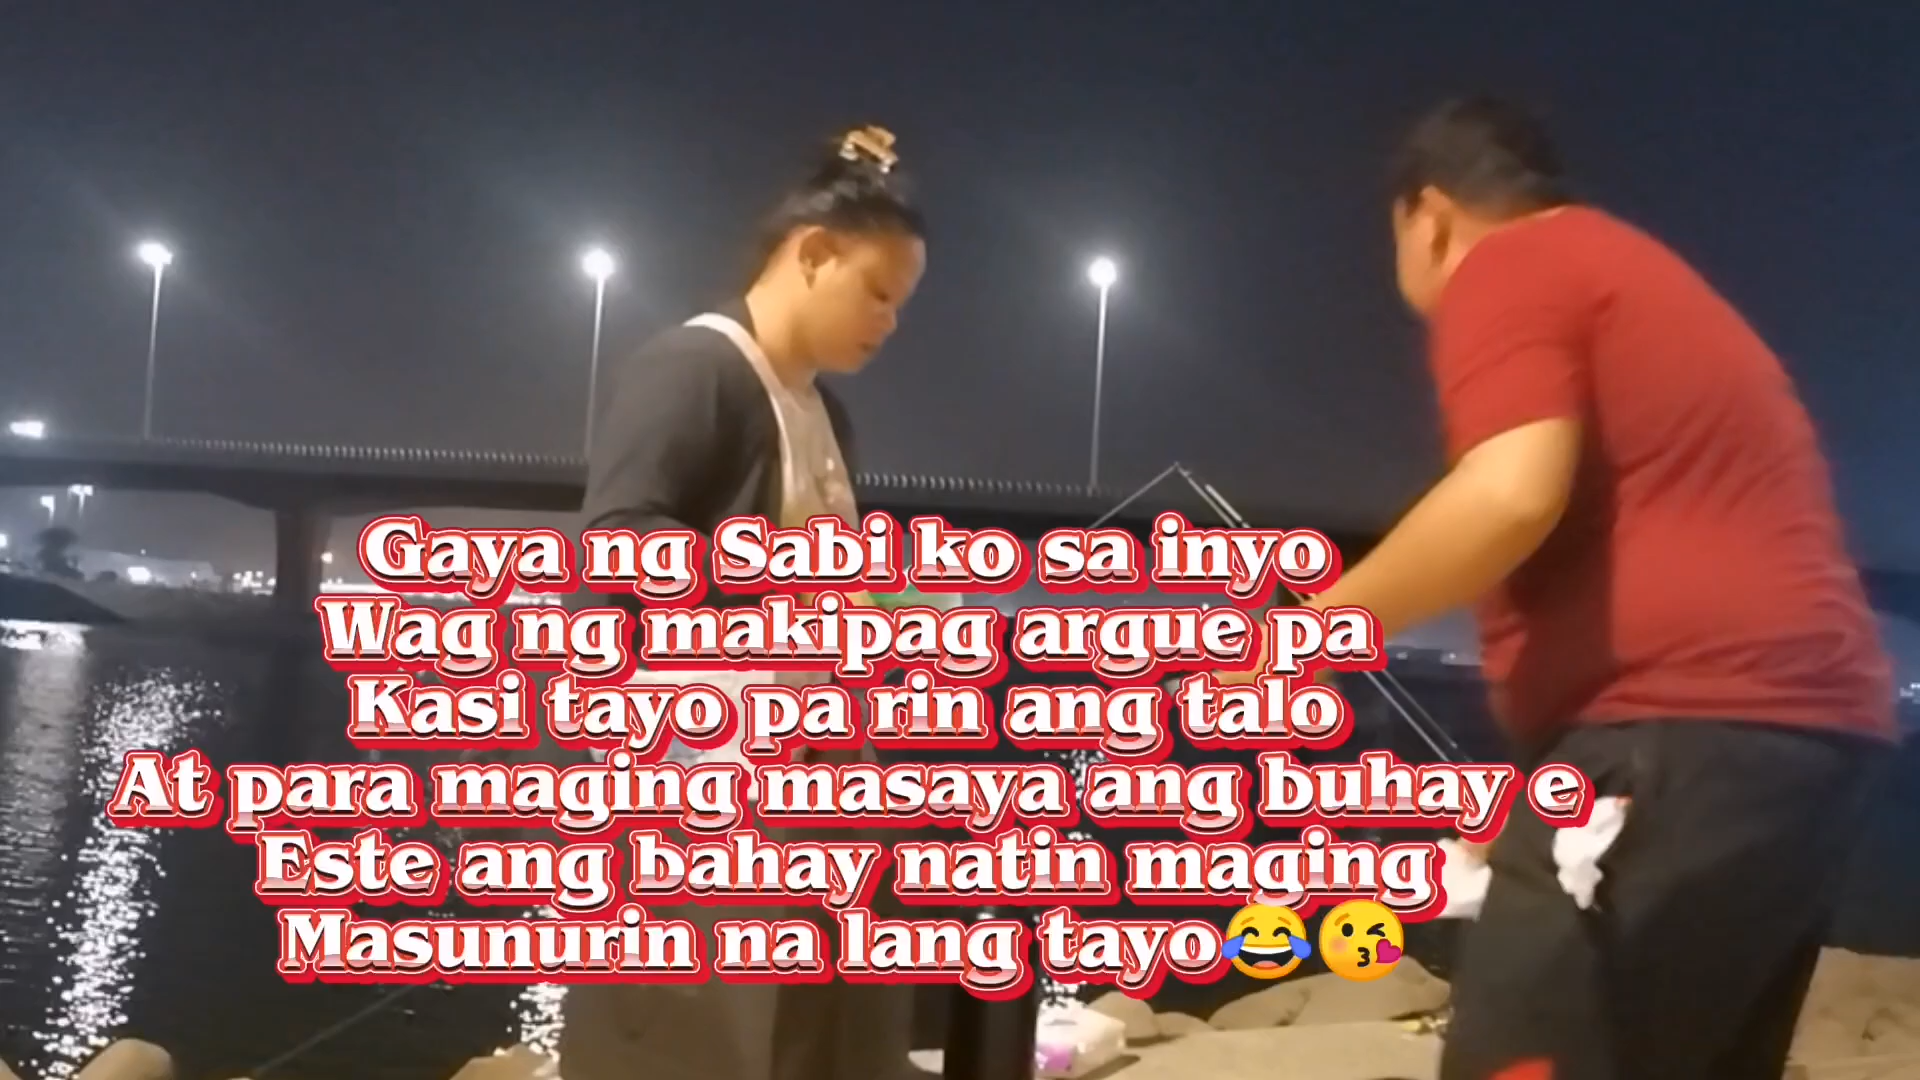 Gaya ng Sabi ko sa inyo
Wag ng makipag argue pa
Kasi tayo pa rin ang talo
At para maging masaya ang buhay e
Este ang bahay natin maging
Masunurin na lang tayo😂😘